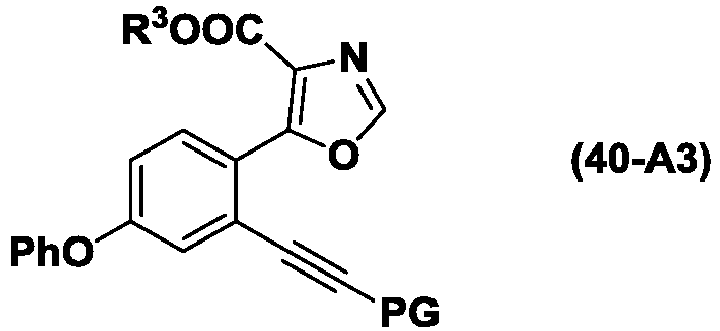 R³OOC
N
O
(40-A3)
PhO
PG